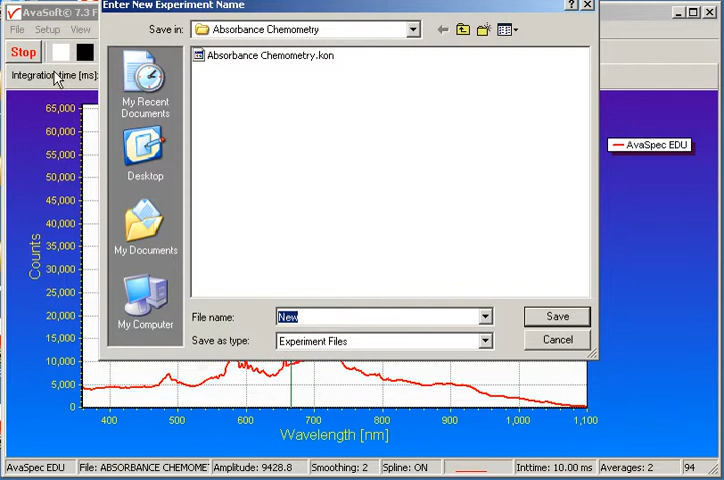 AvaSoft© 7.3 F
Enter New Experiment Name
File Setup View
Save in: Absorbance Chemometry
Stop
Absorbance Chemometry.kon
Integration time [ms]:
My Recent
Documents
Desktop
My Documents
My Computer
File name: New Save
Save as type: Experiment Files Cancel
65,000
60,000
55,000
50,000
45,000
40,000
35,000
30,000
25,000
20,000
15,000
10,000
5,000
0
Counts
AvaSpec EDU
400 500 600 700 800 900 1,000 1,100
Wavelength [nm]
AvaSpec EDU File: ABSORBANCE CHEMOME Amplitude: 9428.8 Smoothing: 2 Spline: ON Inttime: 10.00 ms Averages: 2 94